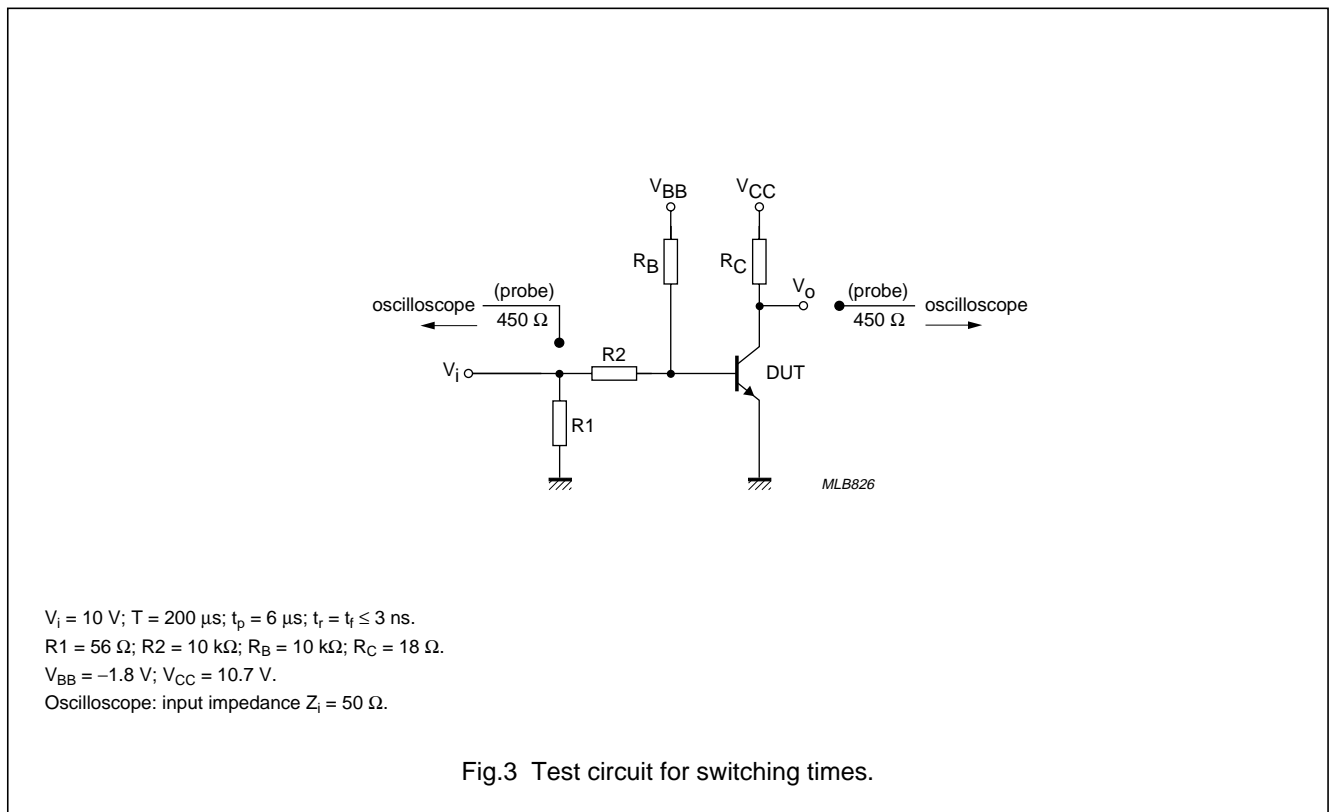 V_BB
V_CC
R_B
R_C
V_o
(probe)
oscilloscope
450 Ω
(probe)
oscilloscope
450 Ω
R2
V_i
DUT
R1
MLB826
V_i = 10 V; T = 200 µs; t_p = 6 µs; t_r = t_f ≤ 3 ns.
R1 = 56 Ω; R2 = 10 kΩ; R_B = 10 kΩ; R_C = 18 Ω.
V_BB = −1.8 V; V_CC = 10.7 V.
Oscilloscope: input impedance Z_i = 50 Ω.
Fig.3 Test circuit for switching times.